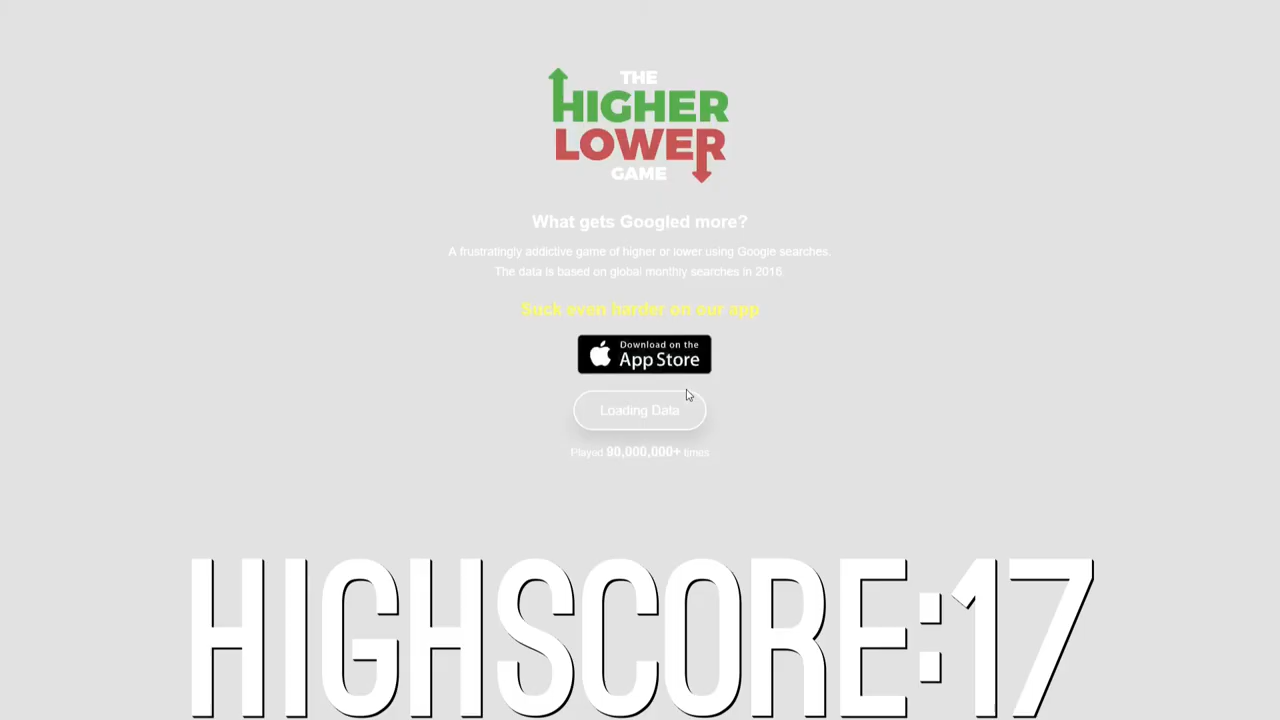 THE
HIGHER
LOWER
GAME
What gets Googled more?
A frustratingly addictive game of higher or lower using Google searches.
The data is based on global monthly searches in 2016
Suck even harder on our app
Download on the
App Store
Loading Data
Played 90,000,000+ times
HIGHSCORE:17